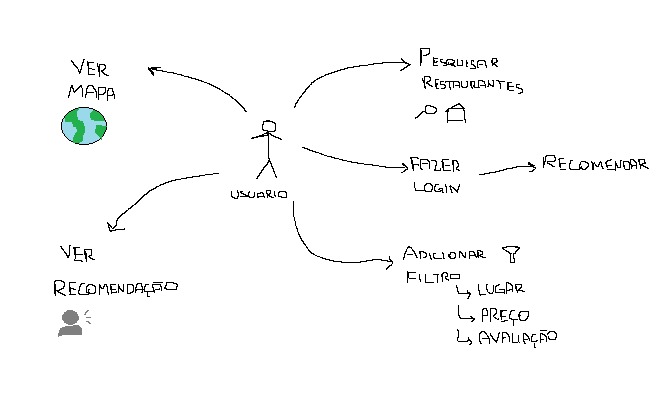 VER
MAPA
PESQUISAR
RESTAURANTES
FAZER
LOGIN
RECOMENDAR
USUARIO
VER
RECOMENDAÇÃO
ADICIONAR
FILTRO
LUGAR
PREÇO
AVALIAÇÃO